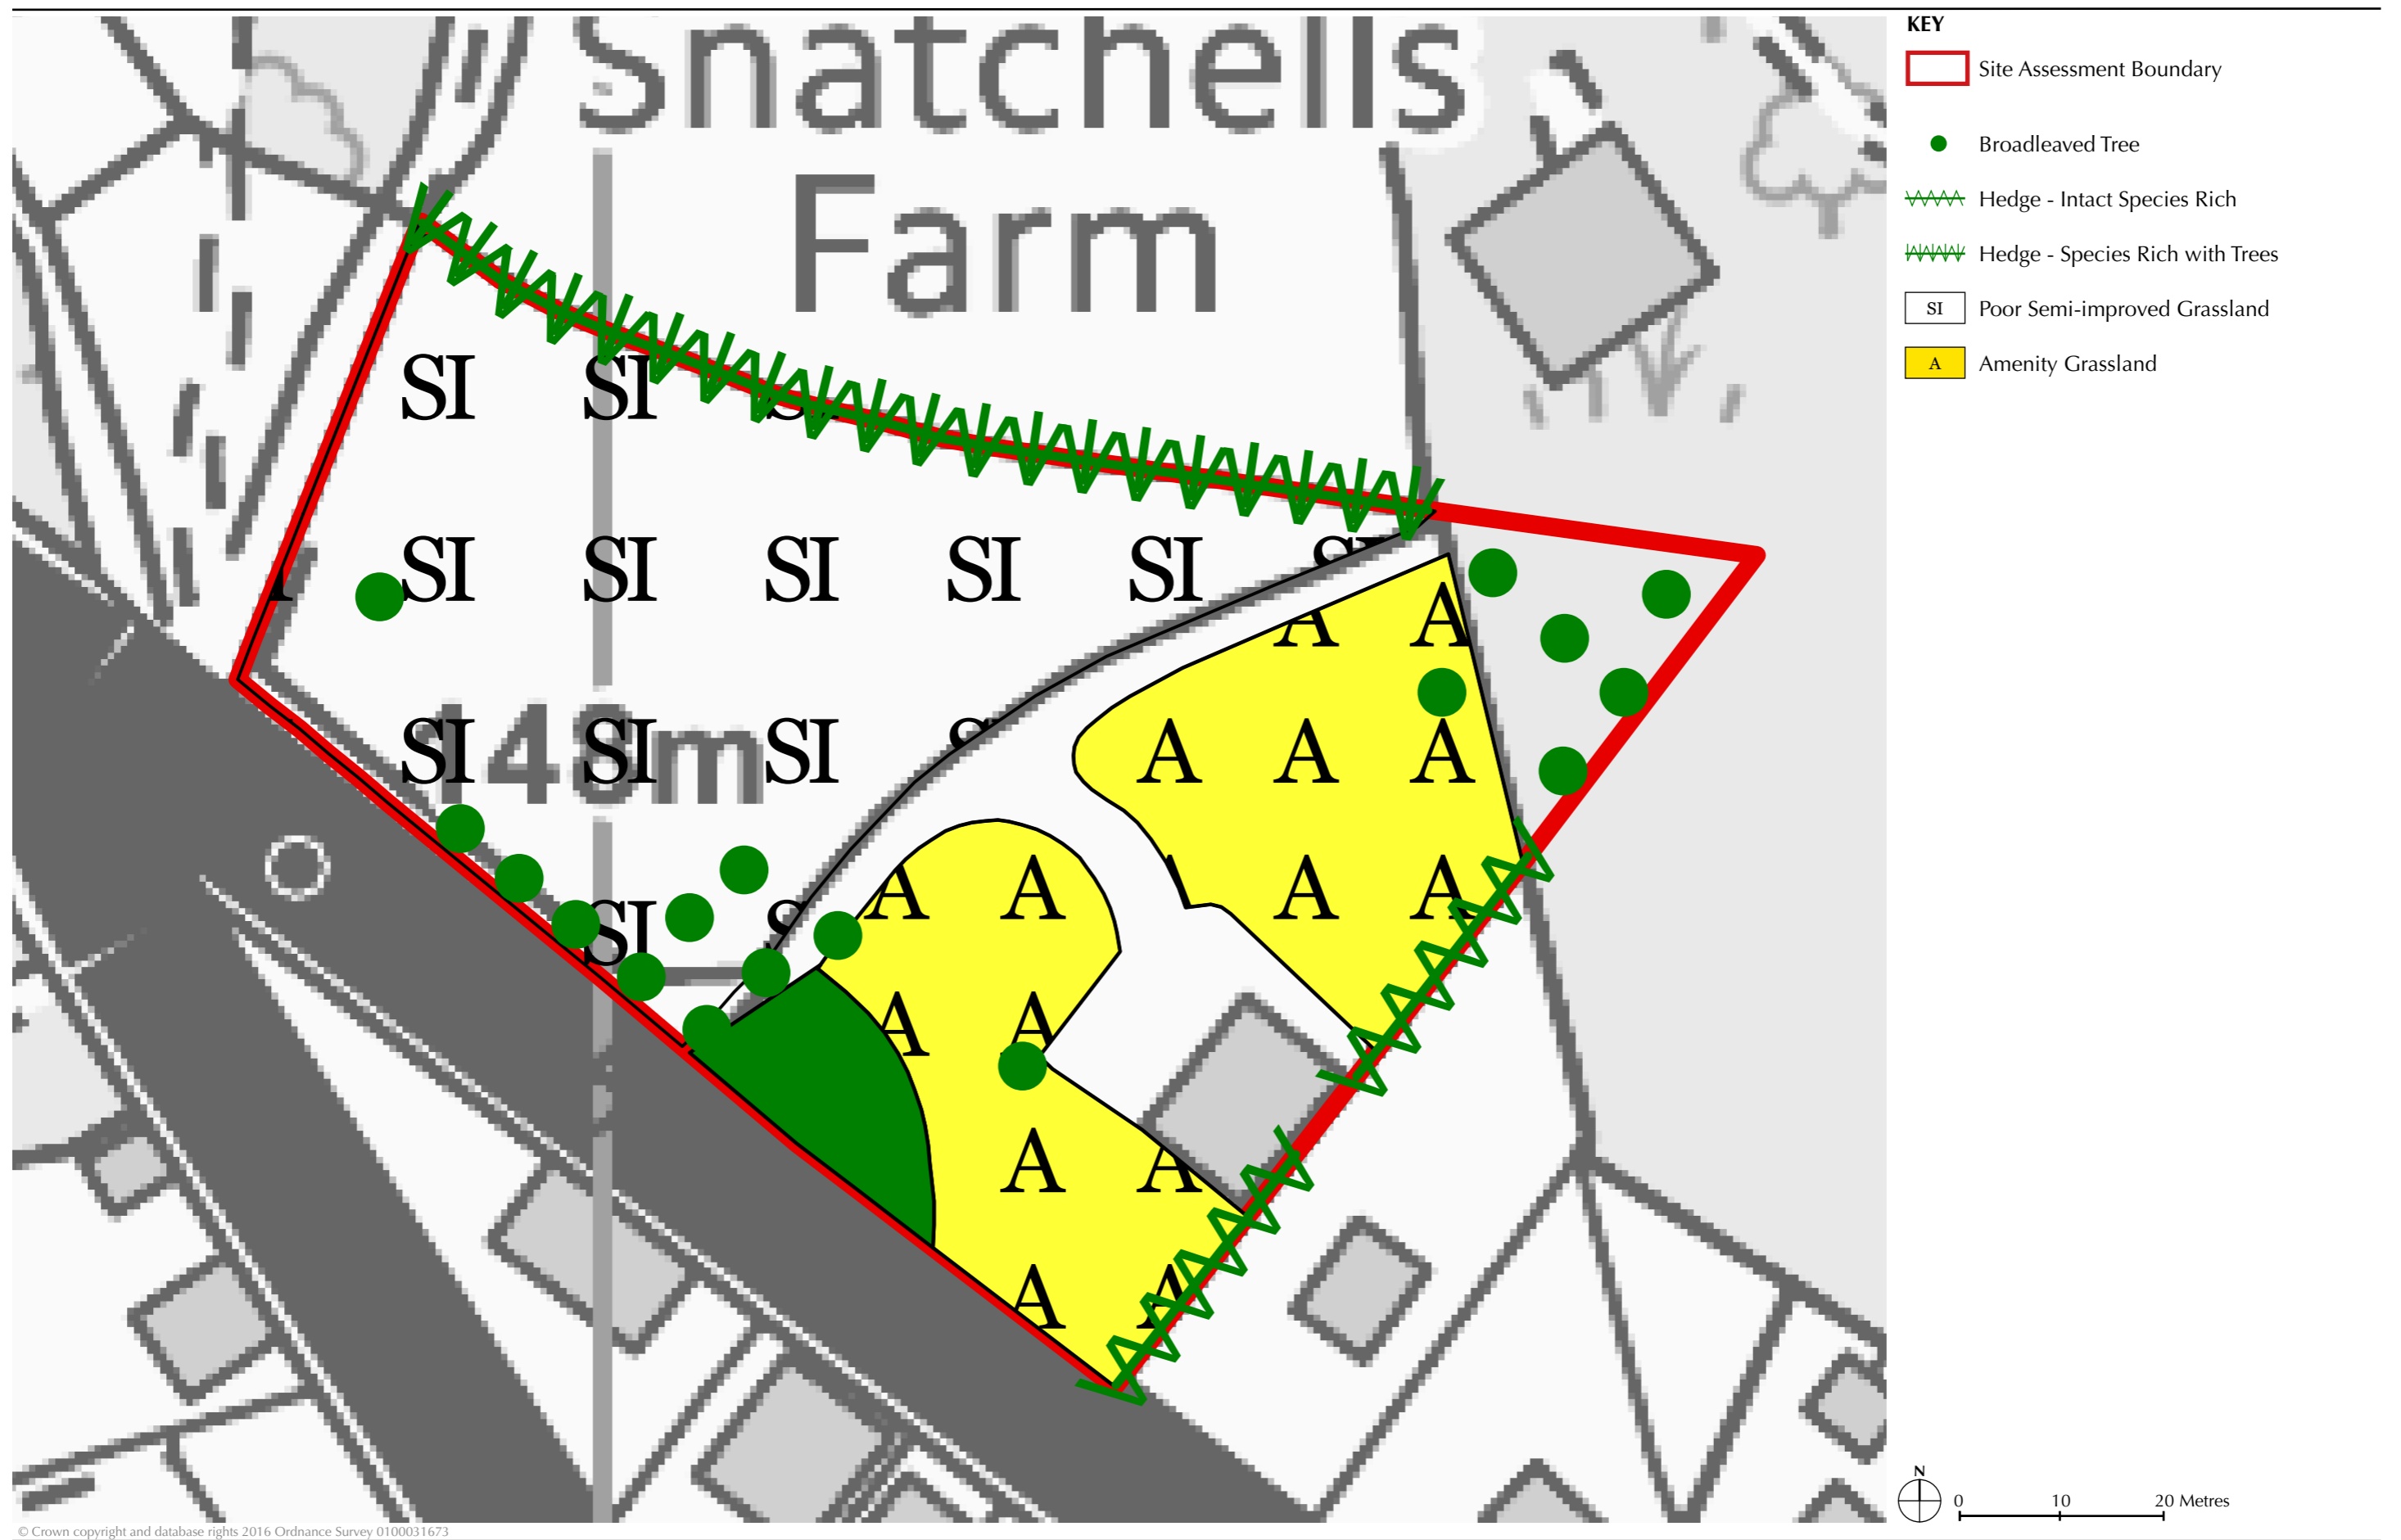 Snatchells
Farm
SI SI
SI SI SI SI SI SI
A A
148m
SI SI SI
A A A
A A A A
SI
A A
A A
A A
KEY
Site Assessment Boundary
Broadleaved Tree
Hedge - Intact Species Rich
Hedge - Species Rich with Trees
SI Poor Semi-improved Grassland
A Amenity Grassland
N
0 10 20 Metres
© Crown copyright and database rights 2016 Ordnance Survey 0100031673